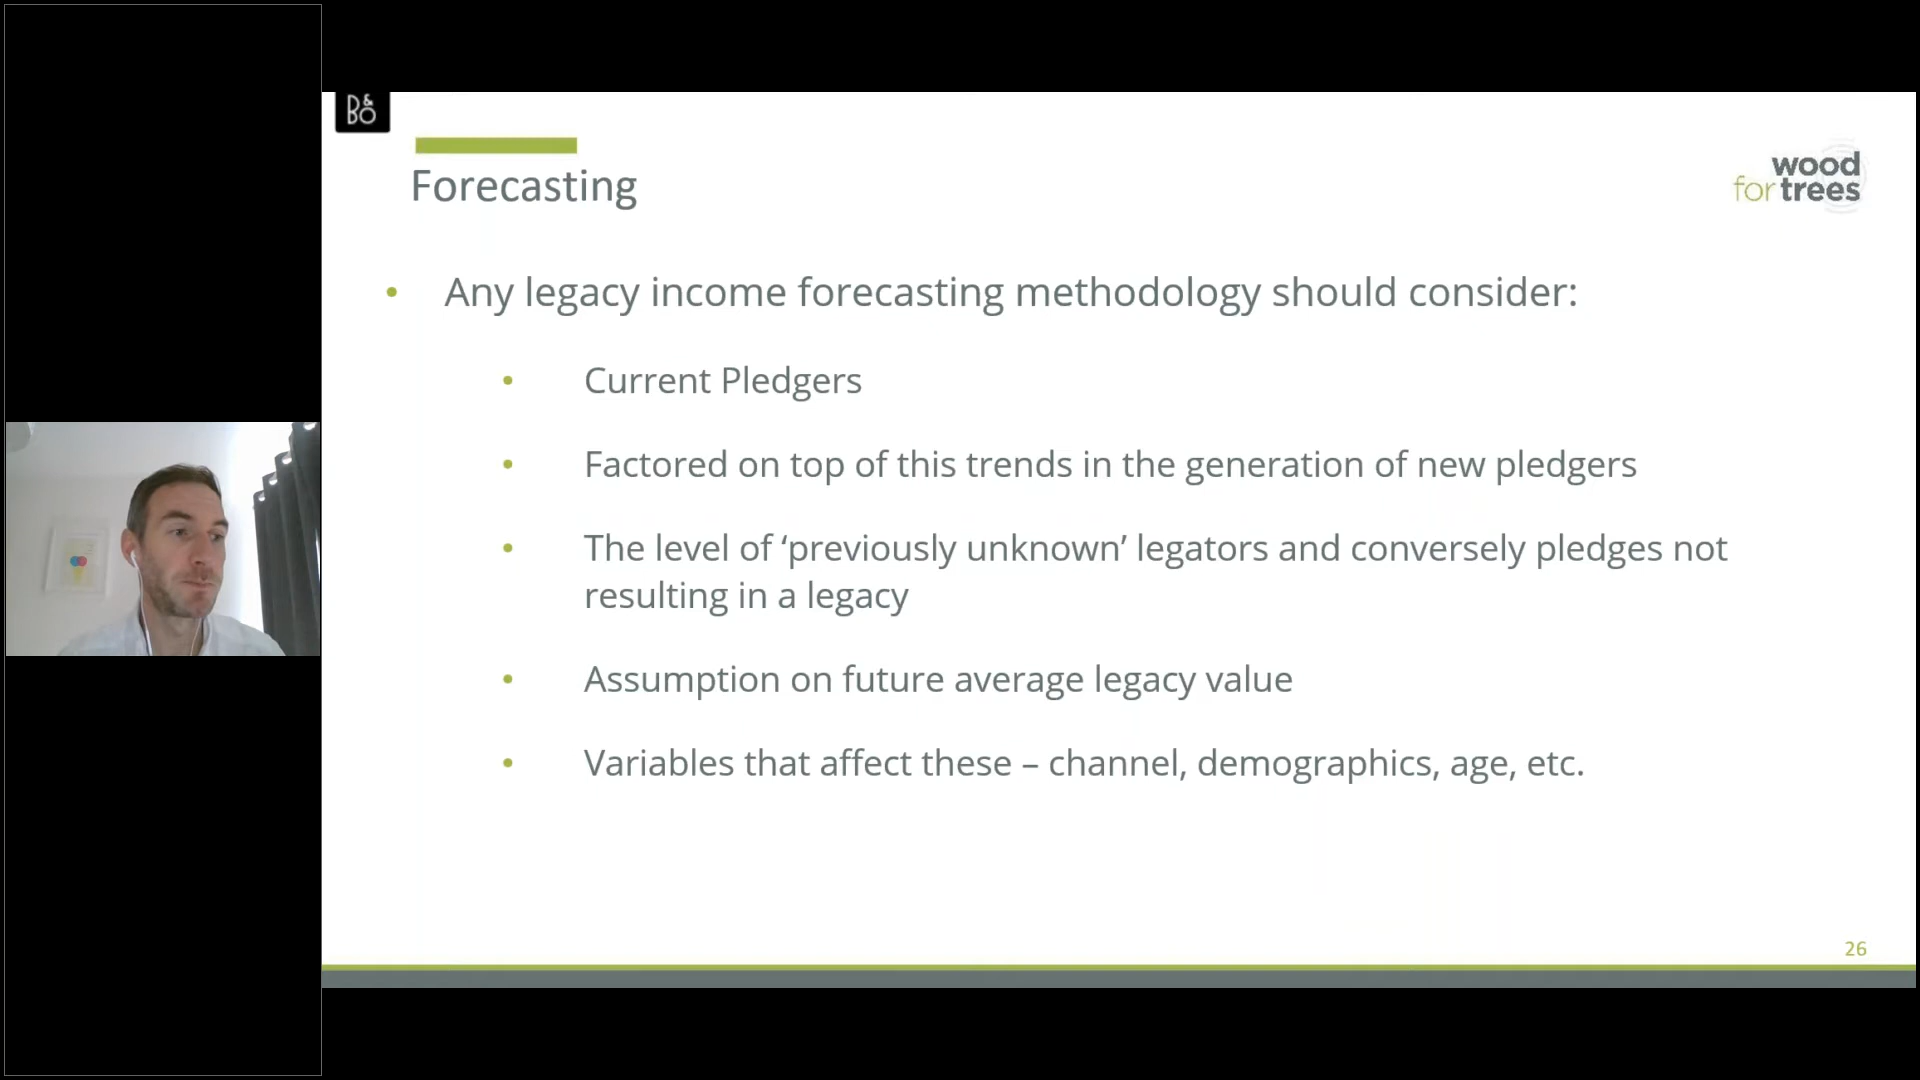 B&O
Forecasting
wood
for trees
• Any legacy income forecasting methodology should consider:
• Current Pledgers
• Factored on top of this trends in the generation of new pledgers
• The level of ‘previously unknown’ legators and conversely pledges not
resulting in a legacy
• Assumption on future average legacy value
• Variables that affect these – channel, demographics, age, etc.
26